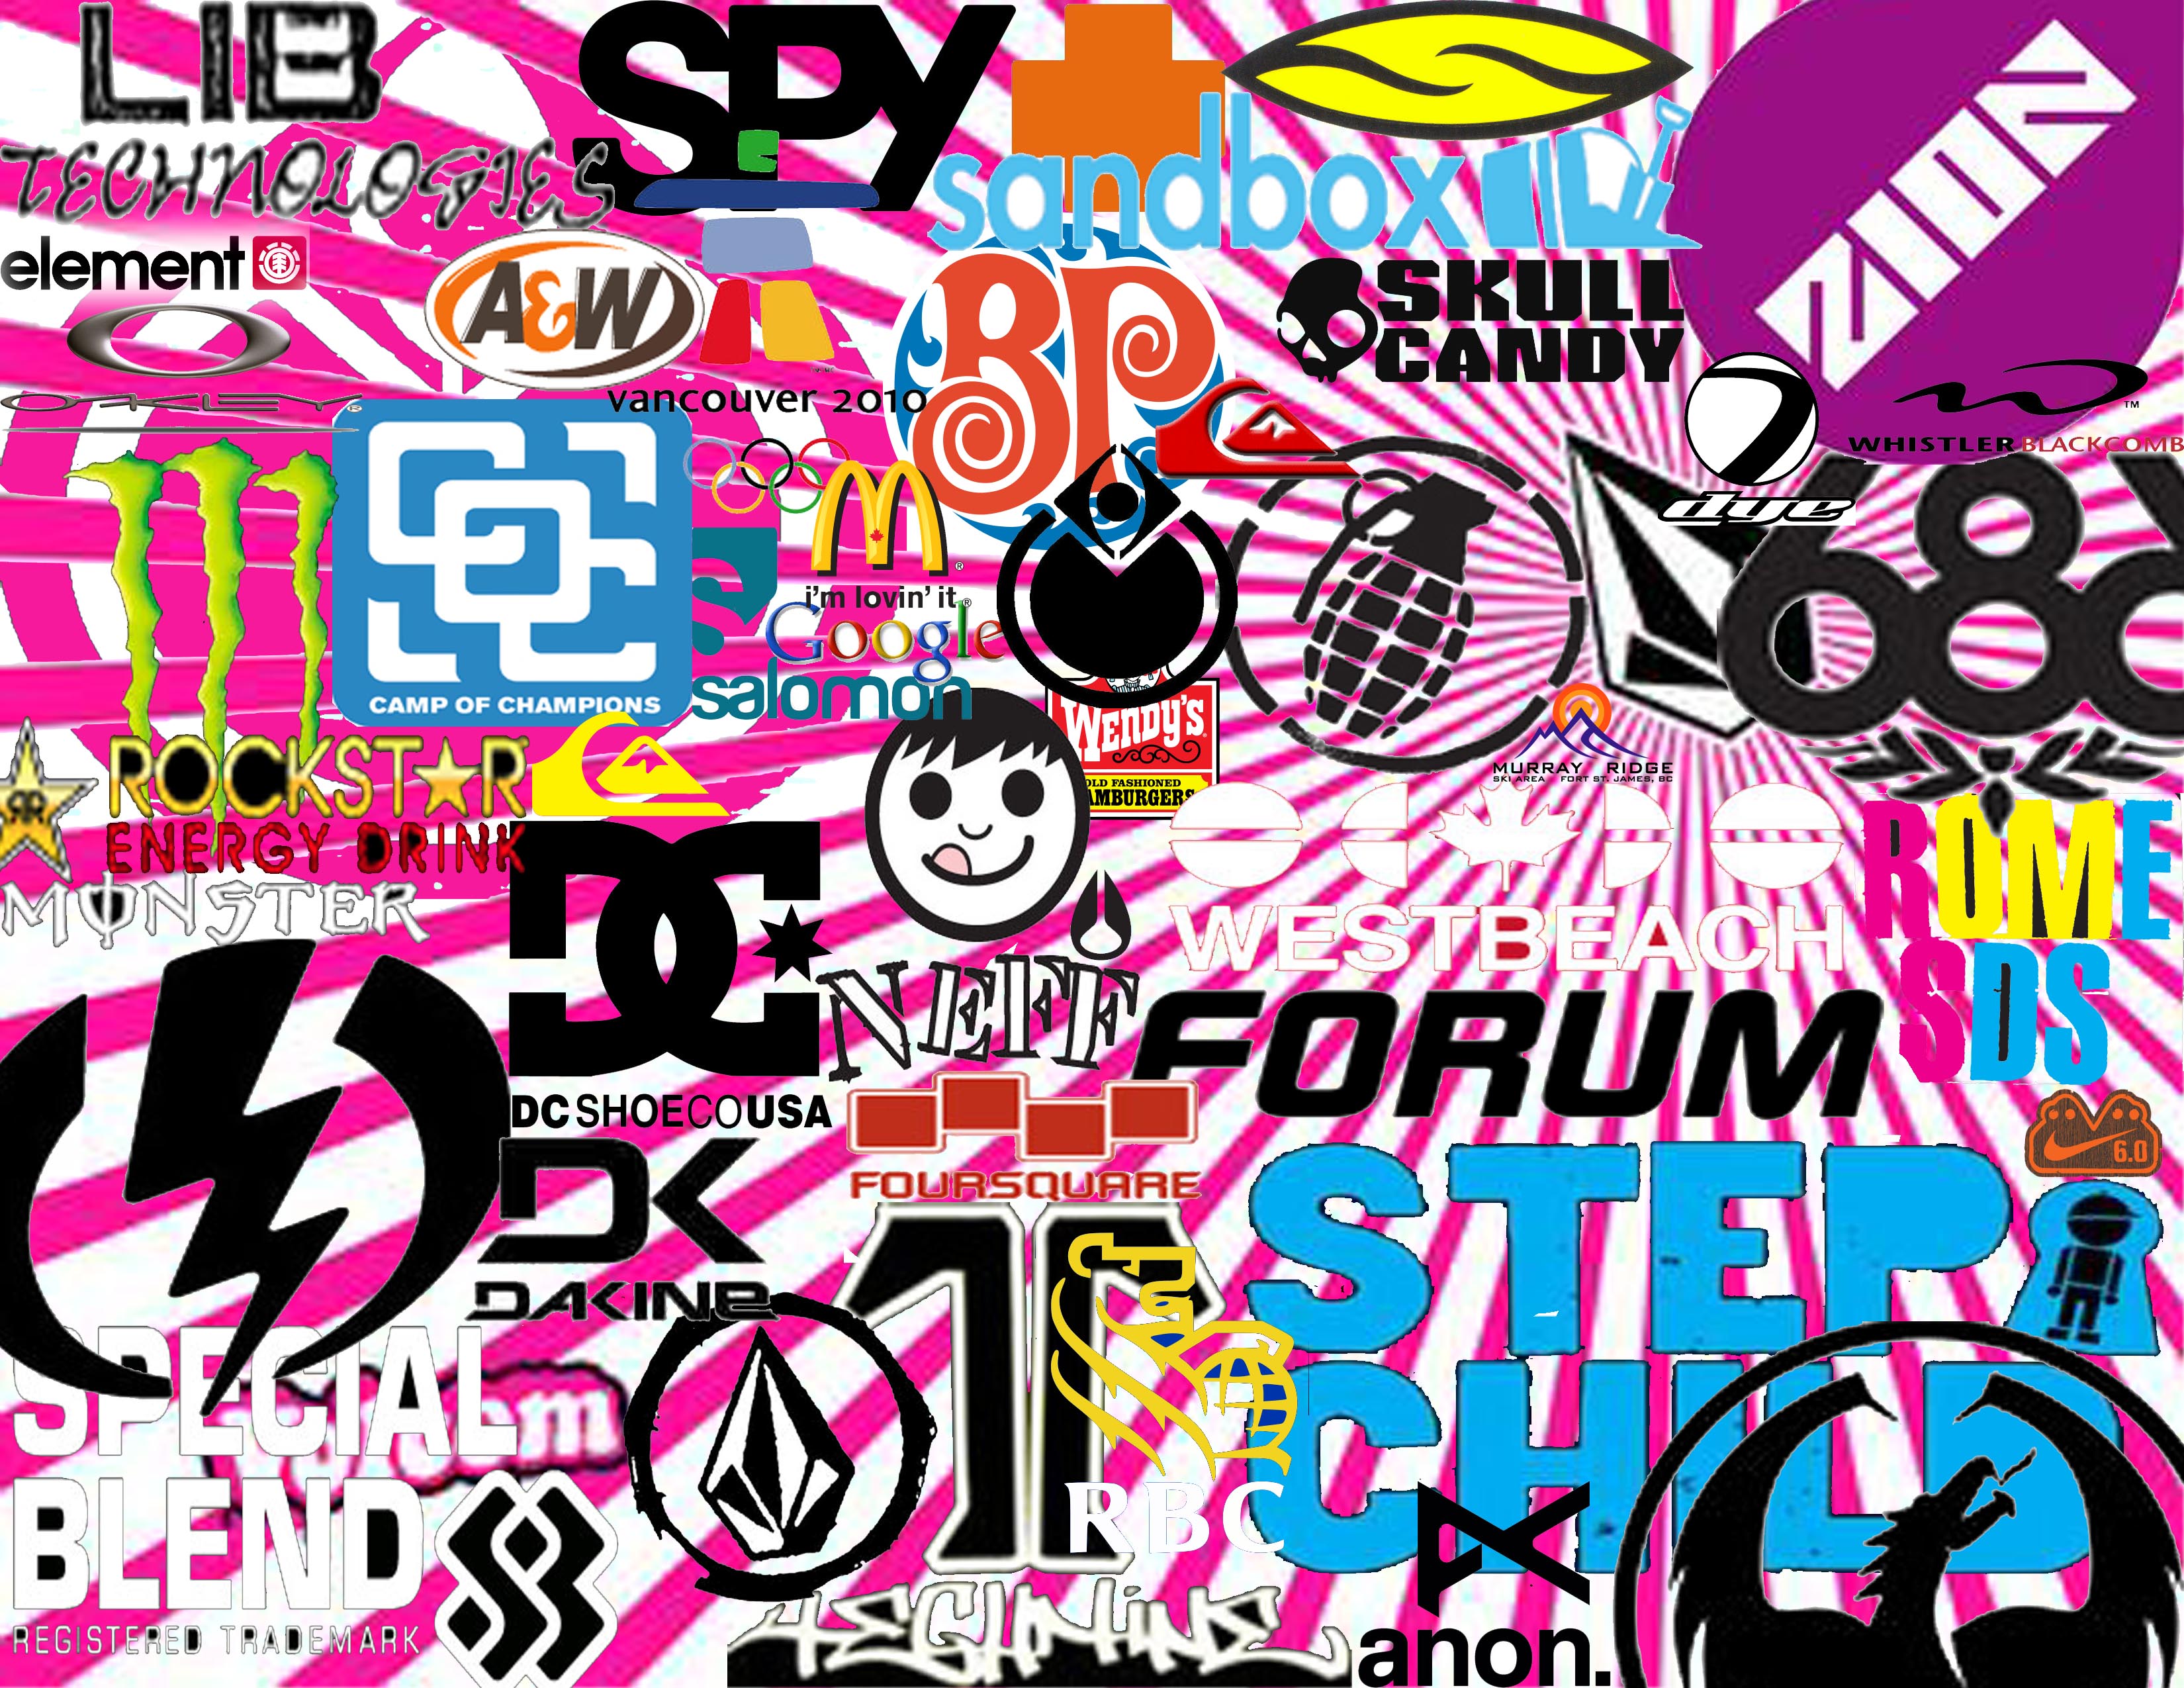 LIB
TECHNOLOGIES
SPY
sandbox
ZION
element
A&W
BP
SKULL
CANDY
OAKLEY
vancouver 2010
WHISTLER BLACKCOMB
TM
dye
686
CAMP OF CHAMPIONS
i'm lovin' it
Google
salomon
WENDY'S
OLD FASHIONED
HAMBURGERS
MURRAY RIDGE
SKI AREA FORT ST. JAMES, BC
ROCKSTAR
ENERGY DRINK
MONSTER
WESTBEACH
ROME
SDS
NEFF
FORUM
DC
DC SHOECOUSA
FOURSQUARE
6.0
DK
DAKINE
STEP
CHILD
SPECIAL
BLEND
REGISTERED TRADEMARK
RBC
TECHNINE
anon.